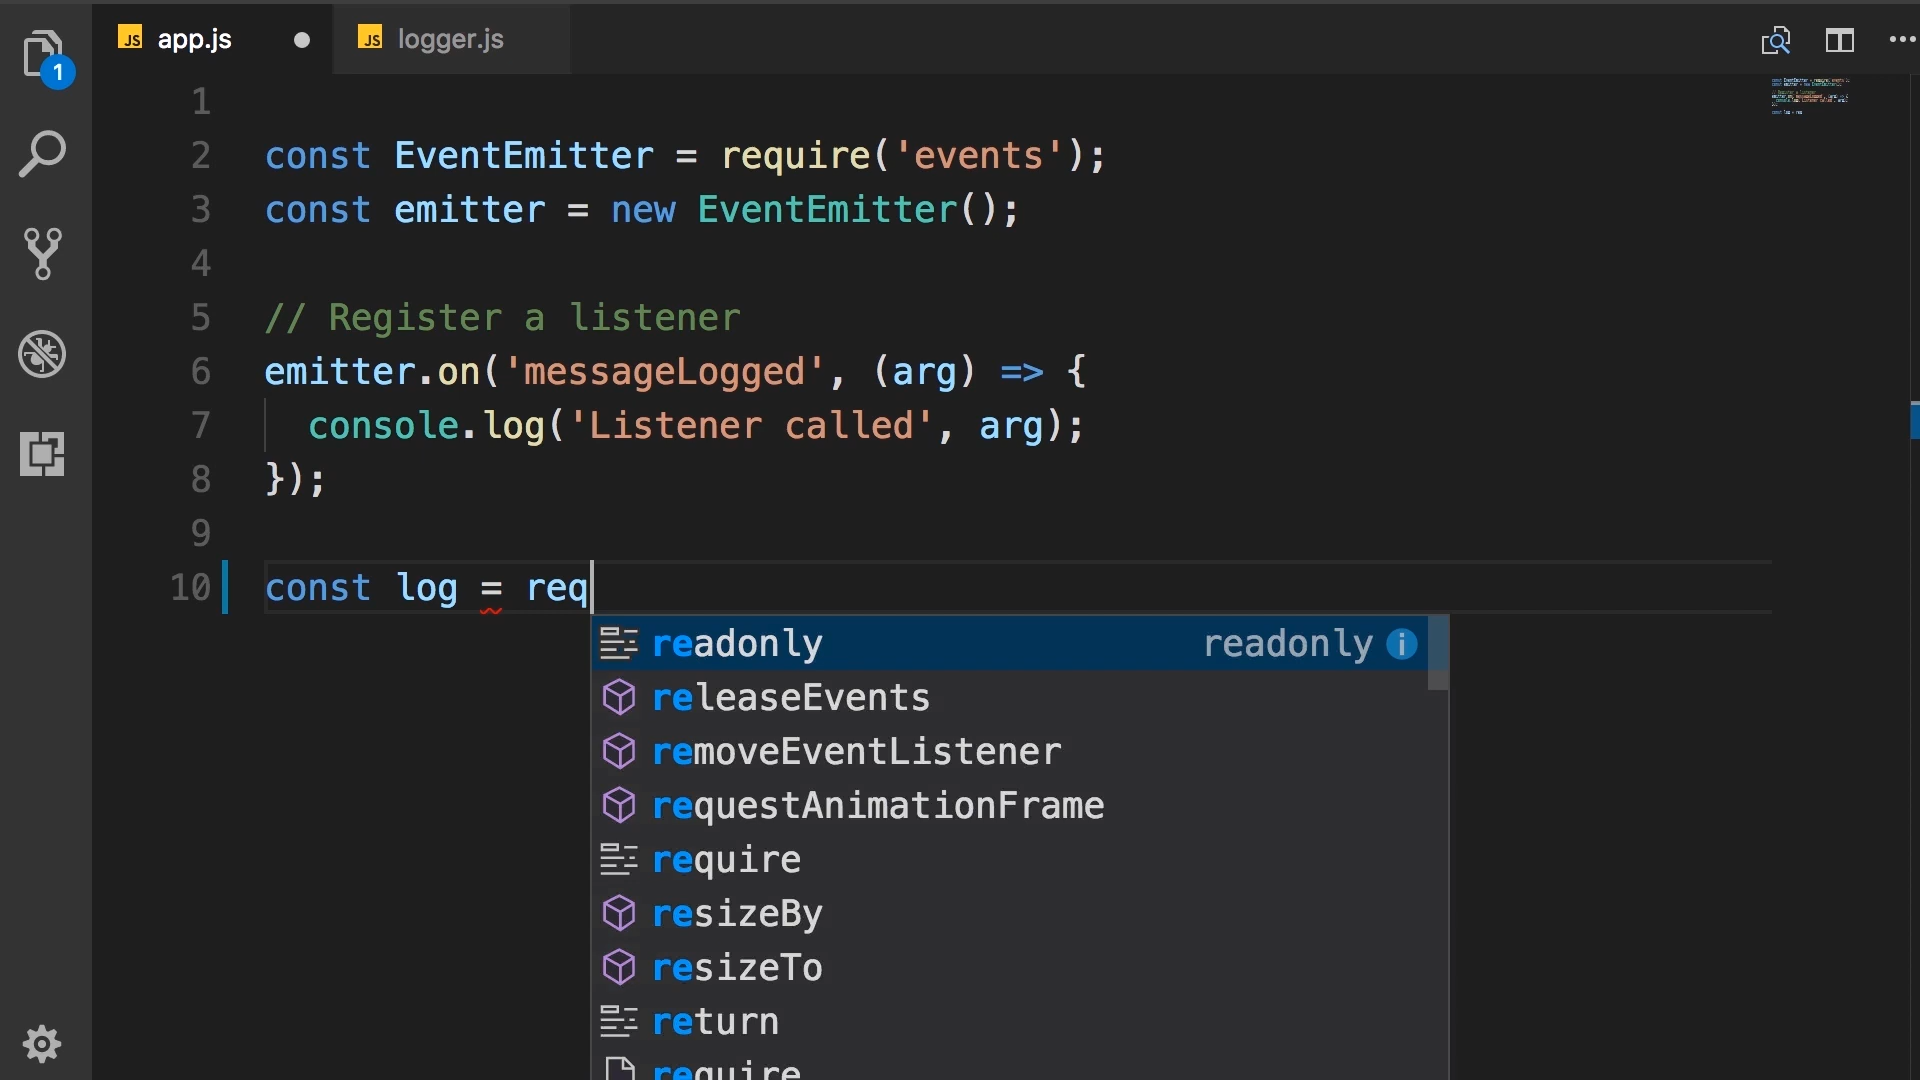 JS app.js
JS logger.js
1
1
2 const EventEmitter = require('events');
3 const emitter = new EventEmitter();
4
5 // Register a listener
6 emitter.on('messageLogged', (arg) => {
7 console.log('Listener called', arg);
8 });
9
10 const log = req
readonly readonly i
releaseEvents
removeEventListener
requestAnimationFrame
require
resizeBy
resizeTo
return
require